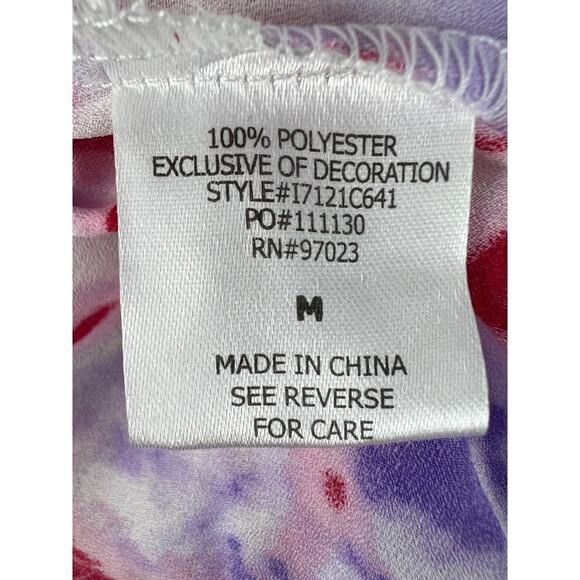 100% POLYESTER
EXCLUSIVE OF DECORATION
STYLE#I7121C641
PO#111130
RN#97023
M
MADE IN CHINA
SEE REVERSE
FOR CARE